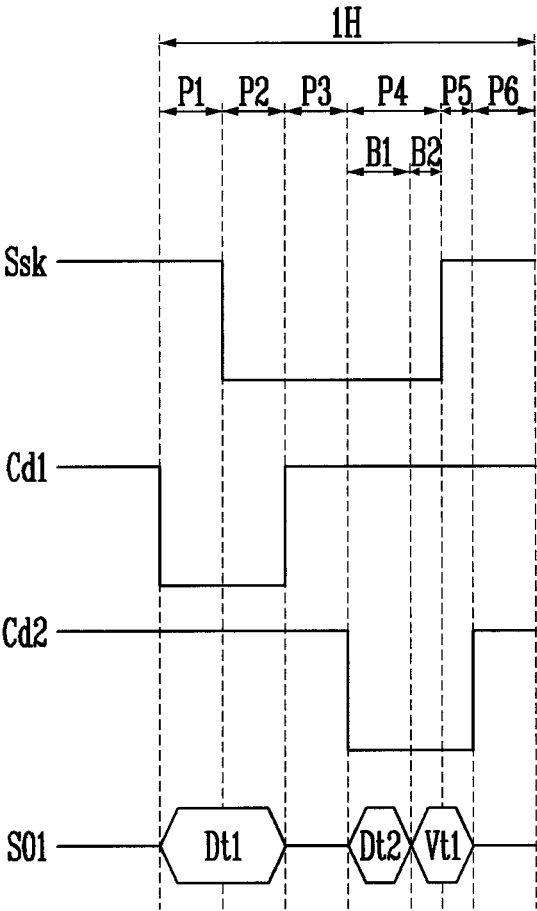 1H
P1 P2 P3 P4 P5 P6
B1 B2
Ssk
Cd1
Cd2
S01 Dt1 Dt2 Vt1